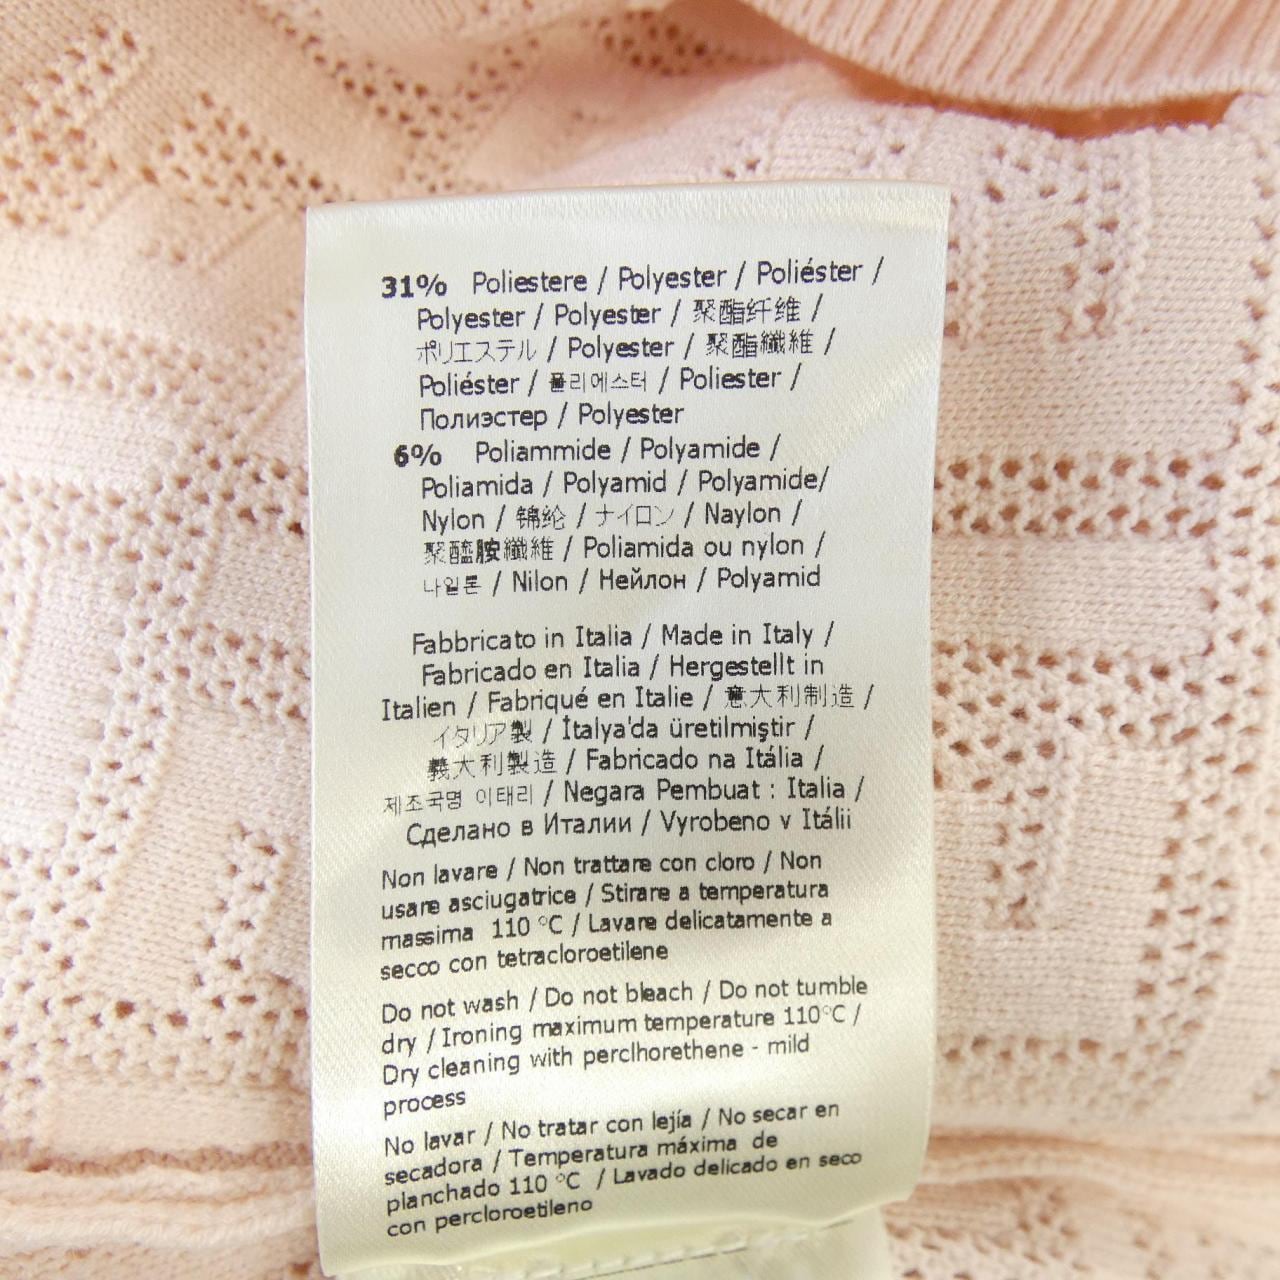 31% Poliestere / Polyester / Poliéster /
Polyester / Polyester / 聚酯纤维 /
ポリエステル / Polyester / 聚酯纖維 /
Poliéster / 폴리에스터 / Poliester /
Полиэстер / Polyester
6% Poliammide / Polyamide /
Poliamida / Polyamid / Polyamide/
Nylon / 锦纶 / ナイロン / Naylon /
聚醯胺纖維 / Poliamida ou nylon /
나일론 / Nilon / Нейлон / Polyamid
Fabbricato in Italia / Made in Italy /
Fabricado en Italia / Hergestellt in
Italien / Fabriqué en Italie / 意大利制造 /
イタリア製 / İtalya'da üretilmiştir /
義大利製造 / Fabricado na Itália /
제조국명 이태리 / Negara Pembuat : Italia /
Сделано в Италии / Vyrobeno v Itálii
Non lavare / Non trattare con cloro / Non
usare asciugatrice / Stirare a temperatura
massima 110 °C / Lavare delicatamente a
secco con tetracloroetilene
Do not wash / Do not bleach / Do not tumble
dry / Ironing maximum temperature 110°C /
Dry cleaning with perclhorethene - mild
process
No lavar / No tratar con lejía / No secar en
secadora / Temperatura máxima de
planchado 110 °C / Lavado delicado en seco
con percloroetileno